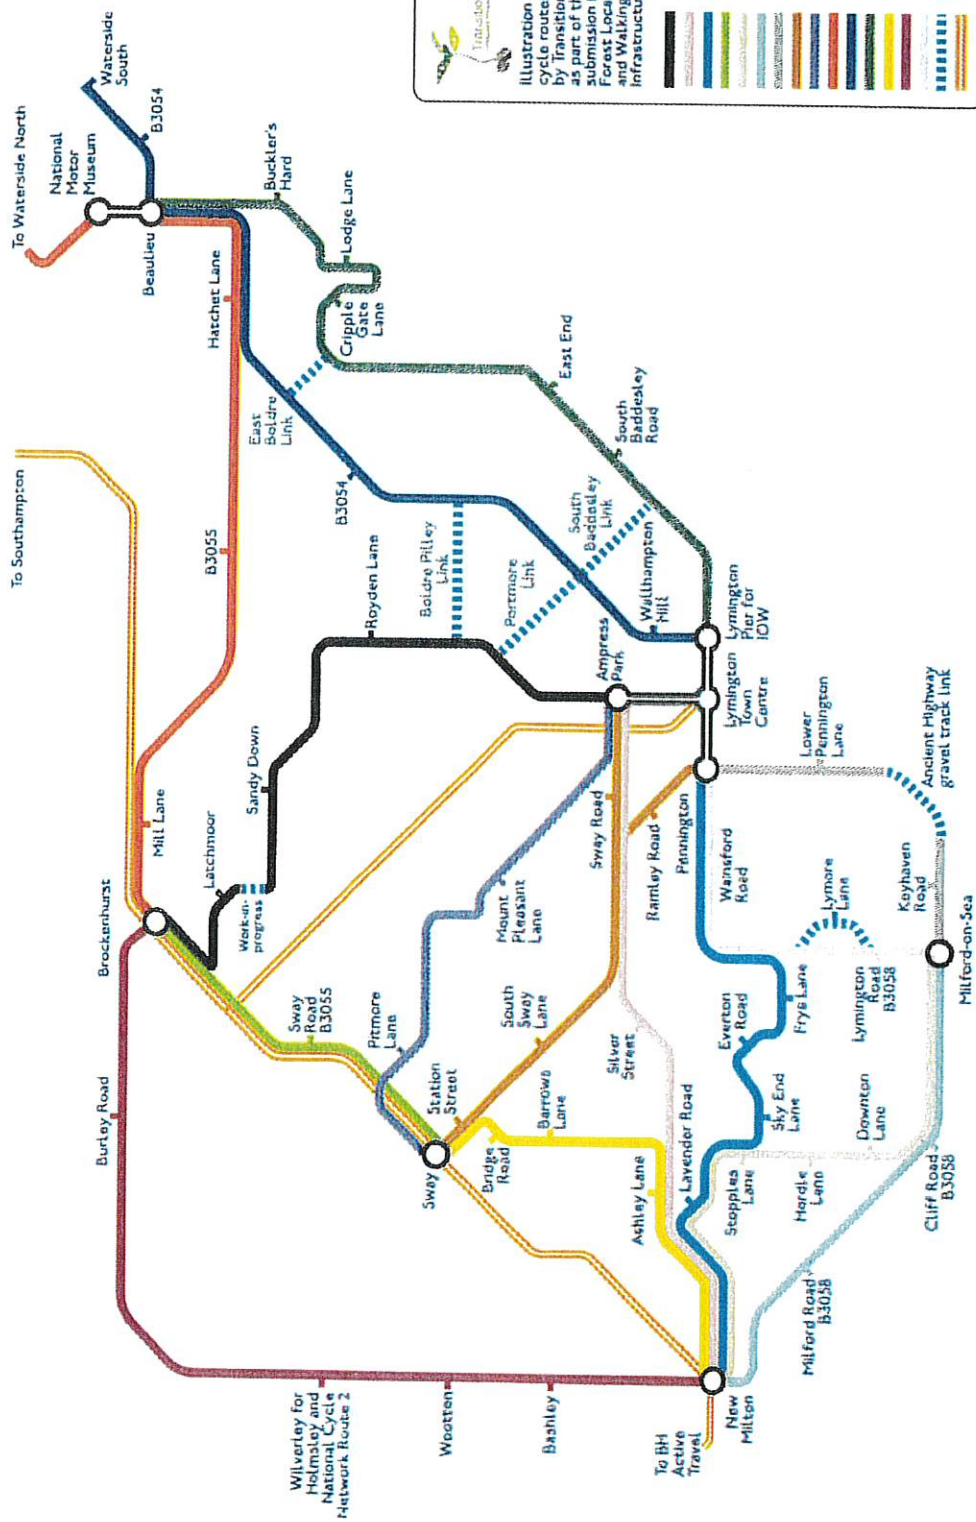 To Waterside North
National
Motor
Museum
Waterside
South
B3054
Beaulieu
Buckler's
Hard
Lodge Lane
Cripple
Gate
Lane
Hatchet Lane
East
Boldre
Link
East End
South
Baddesley
Road
To Southampton
B3055
B3054
Boldre Pilley
Link
Portmore
Link
South
Baddesley
Link
Royden Lane
Walhampton
Hill
Lymington
Pier for
IOW
Ampress
Park
Lymington
Town
Centre
Mill Lane
Sandy Down
Latchmoor
Work-in-
progress
Brockenhurst
Sway Road
Ramley Road
Pennington
Lower
Pennington
Lane
Ancient Highway
gravel track link
Mount
Pleasant
Lane
Wansford
Road
Lymore
Lane
Keyhaven
Road
Sway
Road
B3055
Pitmore
Lane
South
Sway
Lane
Silver
Street
Everton
Road
Frys Lane
Lymington
Road
B3058
Milford-on-Sea
Burley Road
Station
Street
Sway
Bridge
Road
Barrows
Lane
Ashley Lane
Lavender Road
Sky End
Lane
Stopples
Lane
Hordle
Lane
Downton
Lane
Cliff Road
B3058
Milford Road
B3058
Wilverley for
Holmsley and
National Cycle
Network Route 2
Wootton
Bashley
To BH
Active
Travel
New
Milton
Transitio
Illustration
cycle route
by Transition
as part of th
submission
Forest Loca
and Walking
Infrastructu